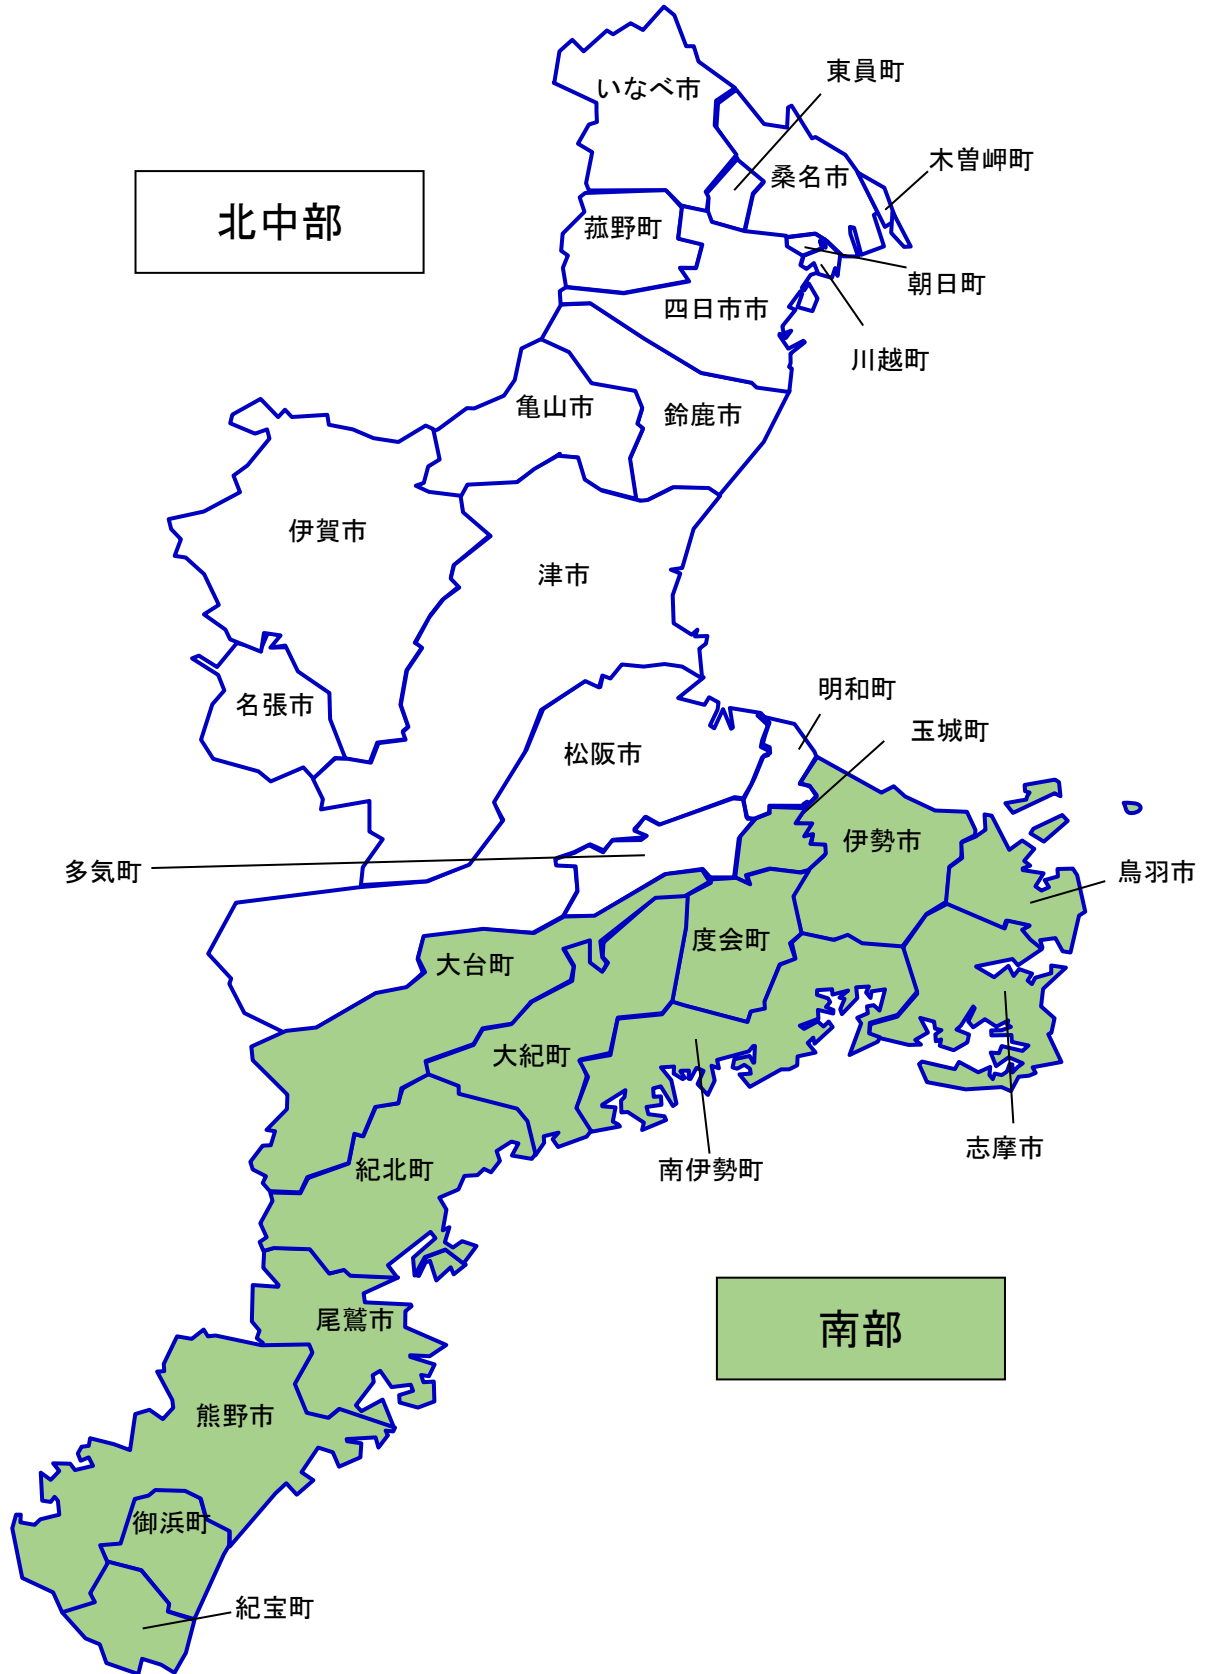 いなべ市
東員町
木曽岬町
桑名市
北中部
菰野町
朝日町
四日市市
川越町
亀山市
鈴鹿市
伊賀市
津市
明和町
名張市
玉城町
松阪市
伊勢市
多気町
鳥羽市
度会町
大台町
大紀町
志摩市
紀北町
南伊勢町
尾鷲市
南部
熊野市
御浜町
紀宝町